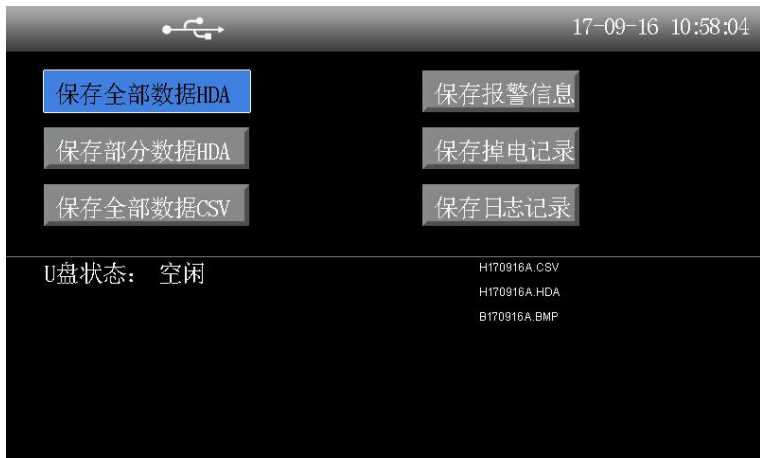 17-09-16 10:58:04
保存全部数据HDA
保存报警信息
保存部分数据HDA
保存掉电记录
保存全部数据CSV
保存日志记录
U盘状态： 空闲
H170916A.CSV
H170916A.HDA
B170916A.BMP